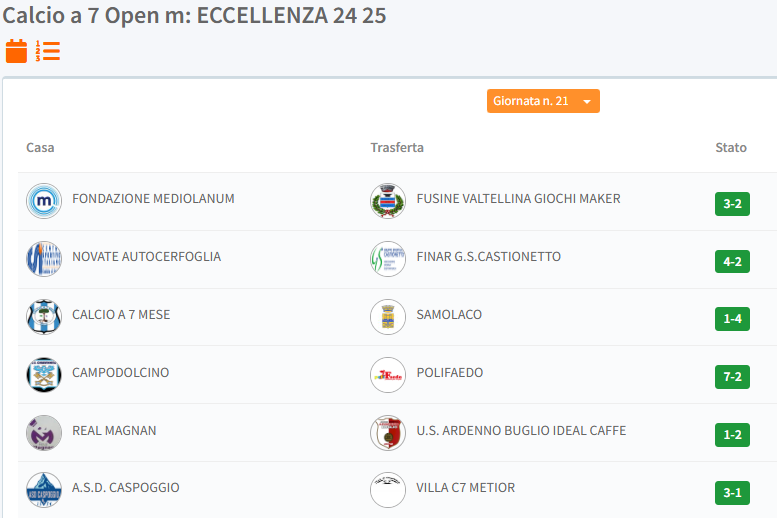 Calcio a 7 Open m: ECCELLENZA 24 25
Giornata n. 21
Casa Trasferta Stato
FONDAZIONE MEDIOLANUM FUSINE VALTELLINA GIOCHI MAKER 3-2
NOVATE AUTOCERFOGLIA FINAR G.S.CASTIONETTO 4-2
CALCIO A 7 MESE SAMOLACO 1-4
CAMPODOLCINO POLIFAEDO 7-2
REAL MAGNAN U.S. ARDENNO BUGLIO IDEAL CAFFE 1-2
A.S.D. CASPOGGIO VILLA C7 METIOR 3-1